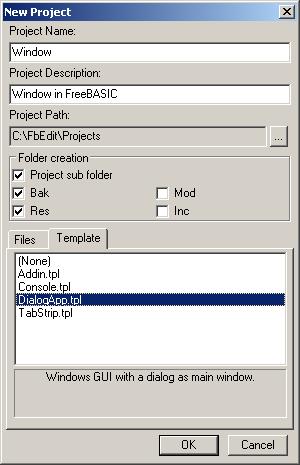 New Project
Project Name:
Window
Project Description:
Window in FreeBASIC
Project Path:
C:\FbEdit\Projects
...
Folder creation
Project sub folder
Bak
Mod
Res
Inc
Files
Template
(None)
Addin.tpl
Console.tpl
DialogApp.tpl
TabStrip.tpl
Windows GUI with a dialog as main window.
OK
Cancel